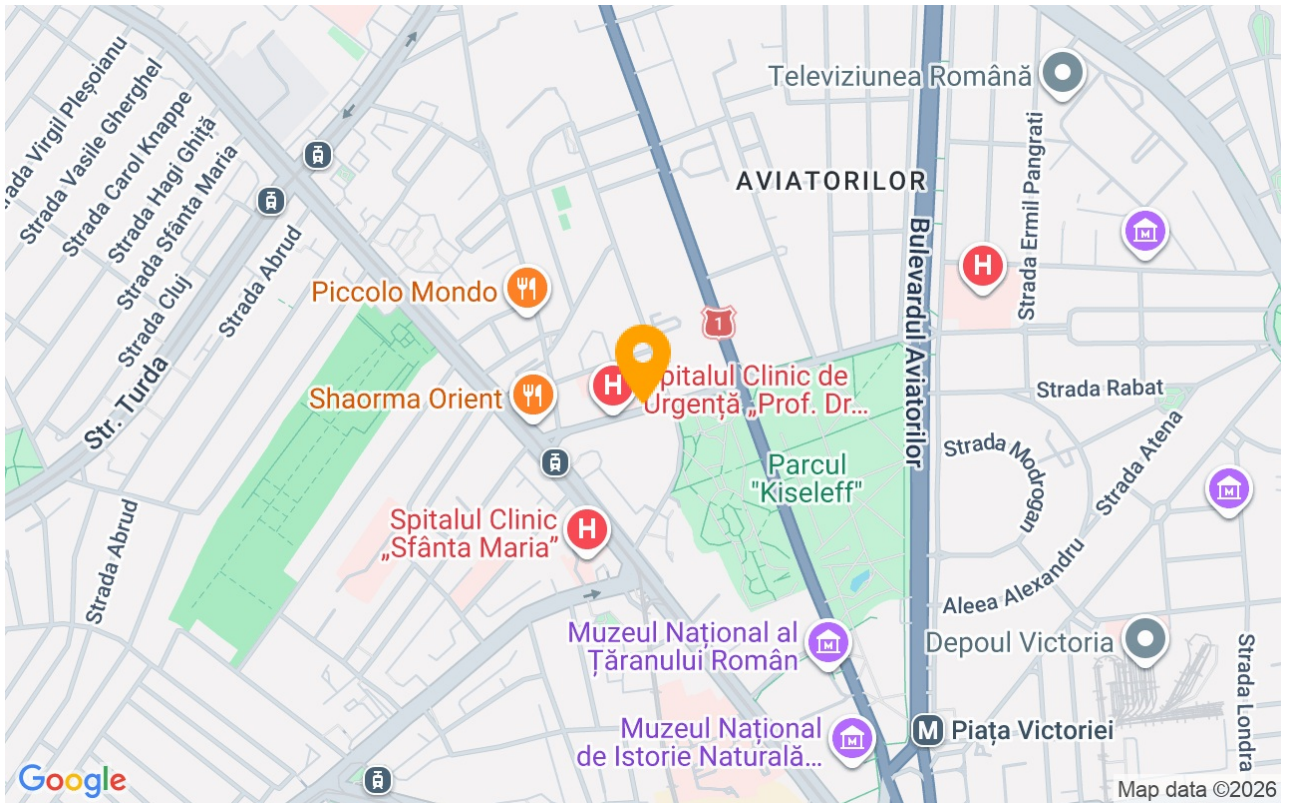 Strada Virgil Pleșoianu
Strada Vasile Gherghel
Strada Carol Knappe
Strada Hagi Ghiță
Strada Sfânta Maria
Strada Cluj
Strada Abrud
Str. Turda
Strada Abrud
Televiziunea Română
AVIATORILOR
Strada Ermil Pangrati
Bulevardul Aviatorilor
H
M
Piccolo Mondo
1
Shaorma Orient
H
Spitalul Clinic de
Urgență „Prof. Dr...
Strada Rabat
Strada Modrogan
Strada Atena
M
Parcul
"Kiseleff"
Spitalul Clinic
„Sfânta Maria”
H
Aleea Alexandru
Muzeul Național al
Țăranului Român
M
Depoul Victoria
Strada Londra
Muzeul Național
de Istorie Naturală...
M
M Piața Victoriei
Google
Map data ©2026